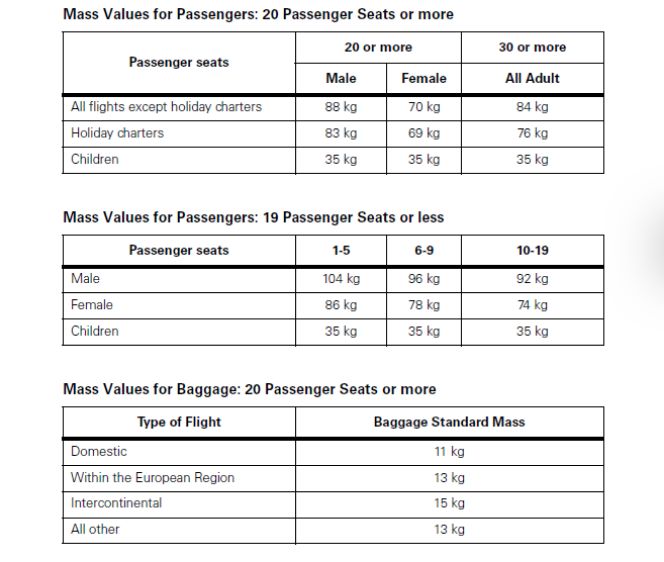 Mass Values for Passengers: 20 Passenger Seats or more
Passenger seats 20 or more 30 or more
Male Female All Adult
All flights except holiday charters 88 kg 70 kg 84 kg
Holiday charters 83 kg 69 kg 76 kg
Children 35 kg 35 kg 35 kg
Mass Values for Passengers: 19 Passenger Seats or less
Passenger seats 1-5 6-9 10-19
Male 104 kg 96 kg 92 kg
Female 86 kg 78 kg 74 kg
Children 35 kg 35 kg 35 kg
Mass Values for Baggage: 20 Passenger Seats or more
Type of Flight Baggage Standard Mass
Domestic 11 kg
Within the European Region 13 kg
Intercontinental 15 kg
All other 13 kg